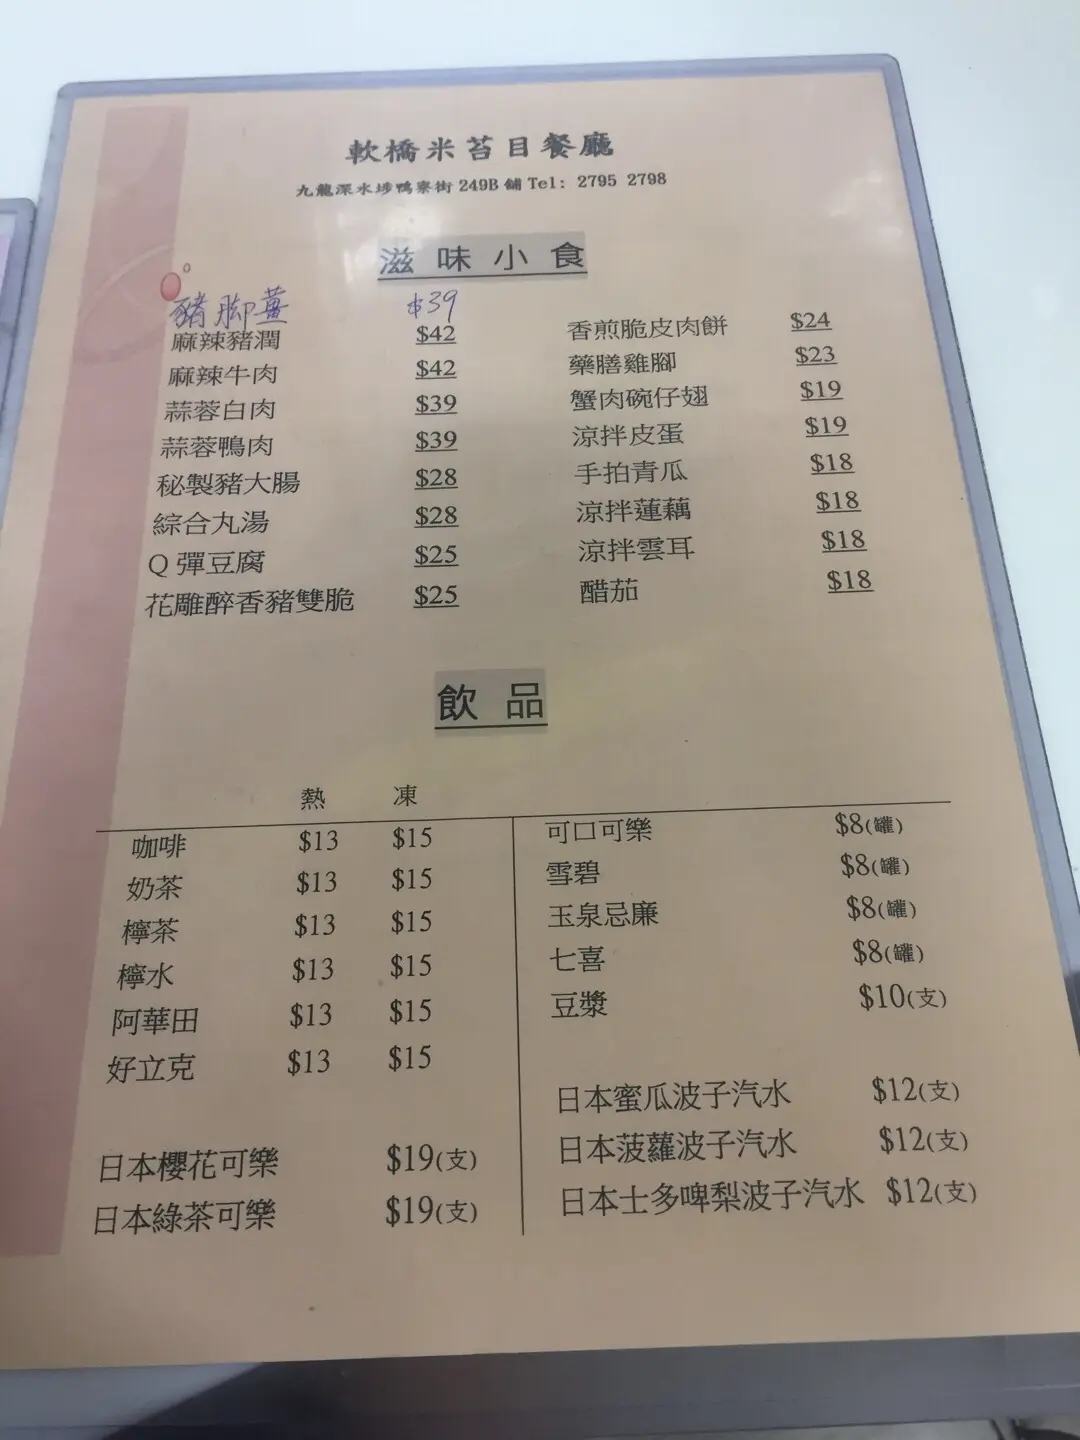 軟橋米苔目餐廳
九龍深水埗鴨寮街 249B 舖 Tel: 2795 2798
滋味小食
豬腳薑 $39
麻辣豬潤 $42
麻辣牛肉 $42
蒜蓉白肉 $39
蒜蓉鴨肉 $39
秘製豬大腸 $28
綜合丸湯 $28
Q 彈豆腐 $25
花雕醉香豬雙脆 $25
香煎脆皮肉餅 $24
藥膳雞腳 $23
蟹肉碗仔翅 $19
涼拌皮蛋 $19
手拍青瓜 $18
涼拌蓮藕 $18
涼拌雲耳 $18
醋茄 $18
飲品
熱 凍
咖啡 $13 $15
奶茶 $13 $15
檸茶 $13 $15
檸水 $13 $15
阿華田 $13 $15
好立克 $13 $15
日本櫻花可樂 $19(支)
日本綠茶可樂 $19(支)
可口可樂 $8(罐)
雪碧 $8(罐)
玉泉忌廉 $8(罐)
七喜 $8(罐)
豆漿 $10(支)
日本蜜瓜波子汽水 $12(支)
日本菠蘿波子汽水 $12(支)
日本士多啤梨波子汽水 $12(支)